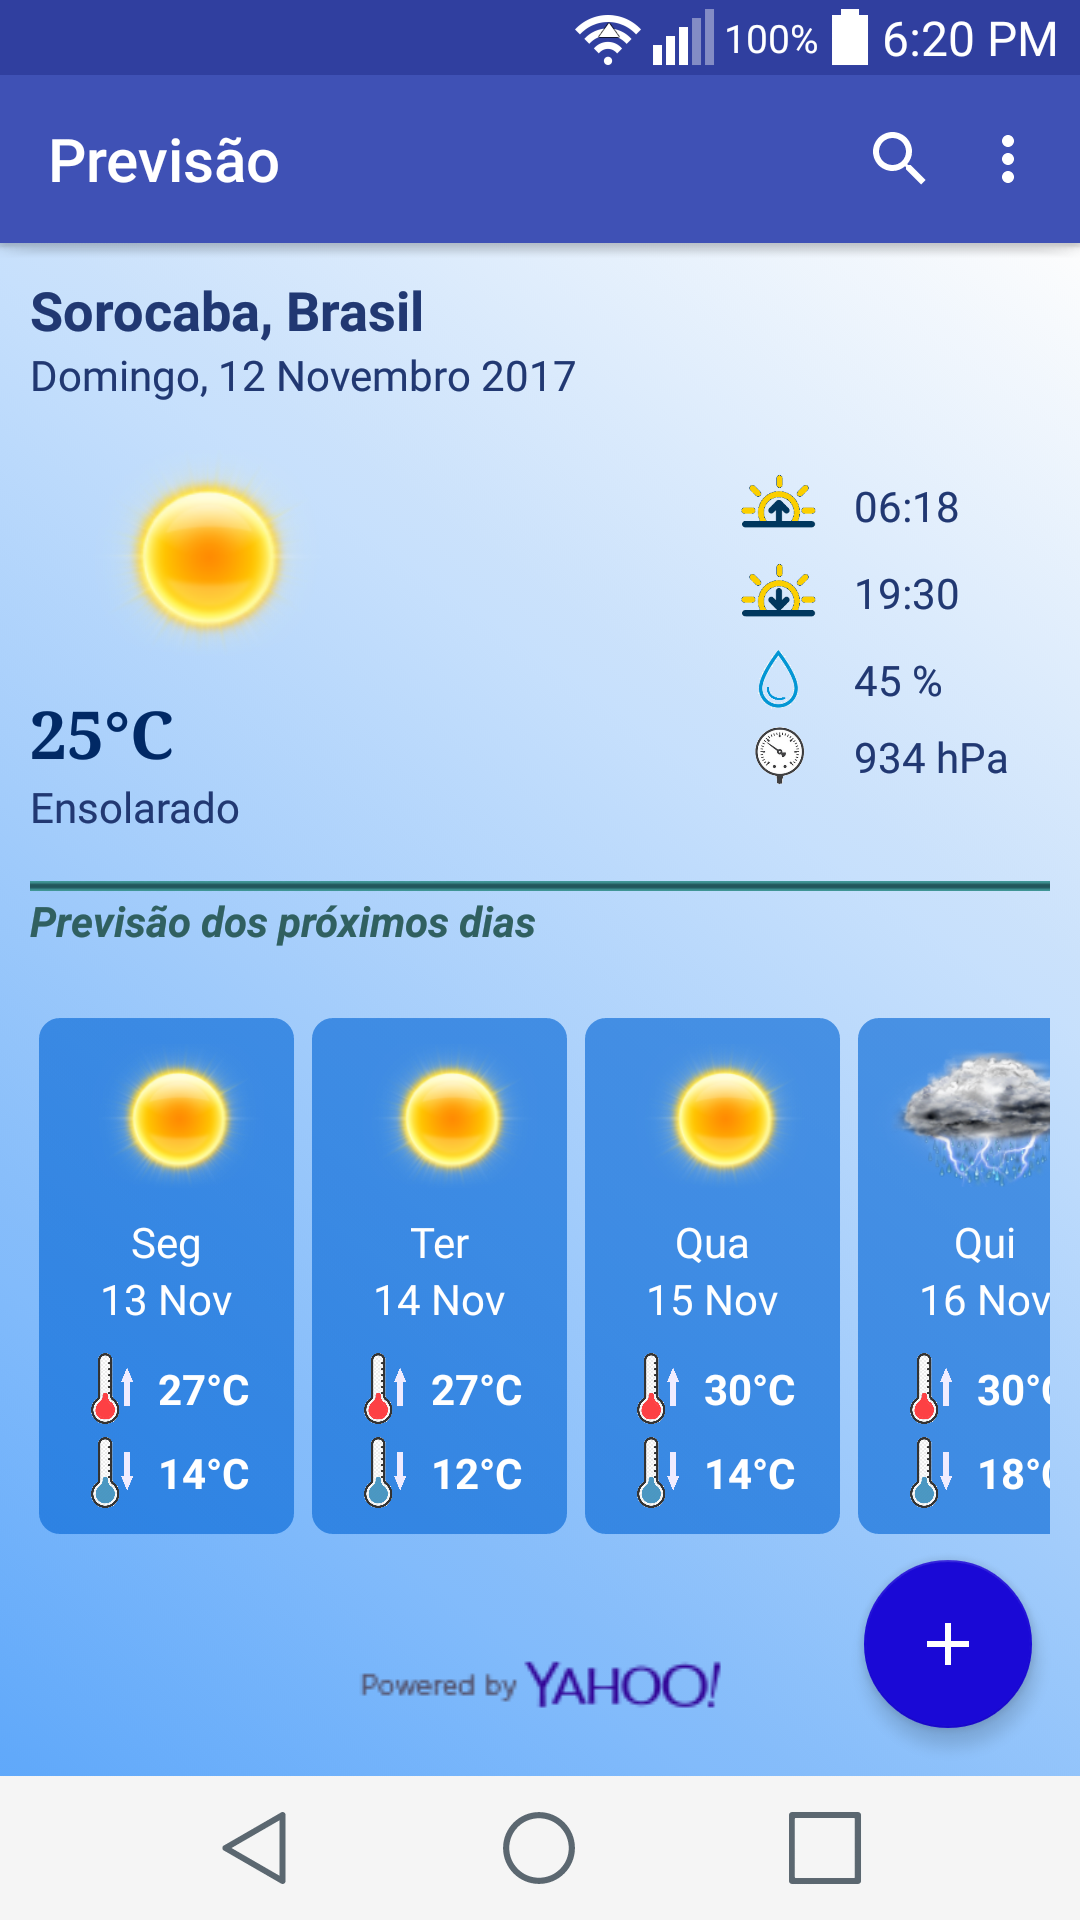 100% 6:20 PM
Previsão
Sorocaba, Brasil
Domingo, 12 Novembro 2017
06:18
19:30
45 %
934 hPa
25°C
Ensolarado
Previsão dos próximos dias
Seg Ter Qua Qui
13 Nov 14 Nov 15 Nov 16 Nov
27°C 27°C 30°C 30°C
14°C 12°C 14°C 18°C
Powered by YAHOO!